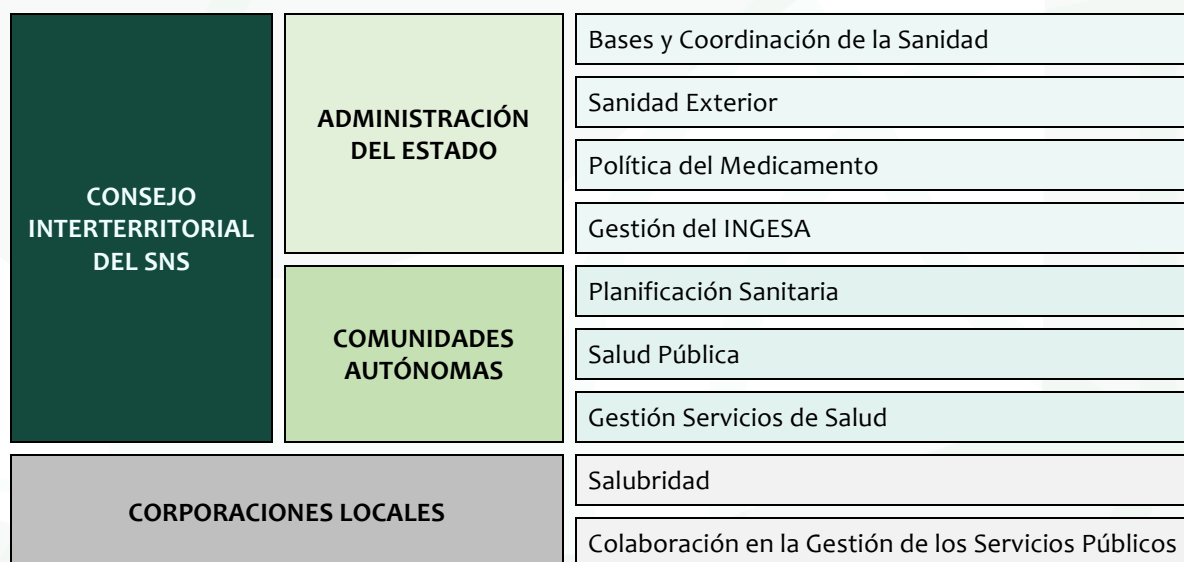 CONSEJO
INTERTERRITORIAL
DEL SNS
ADMINISTRACIÓN
DEL ESTADO
Bases y Coordinación de la Sanidad
Sanidad Exterior
Política del Medicamento
Gestión del INGESA
COMUNIDADES
AUTÓNOMAS
Planificación Sanitaria
Salud Pública
Gestión Servicios de Salud
CORPORACIONES LOCALES
Salubridad
Colaboración en la Gestión de los Servicios Públicos